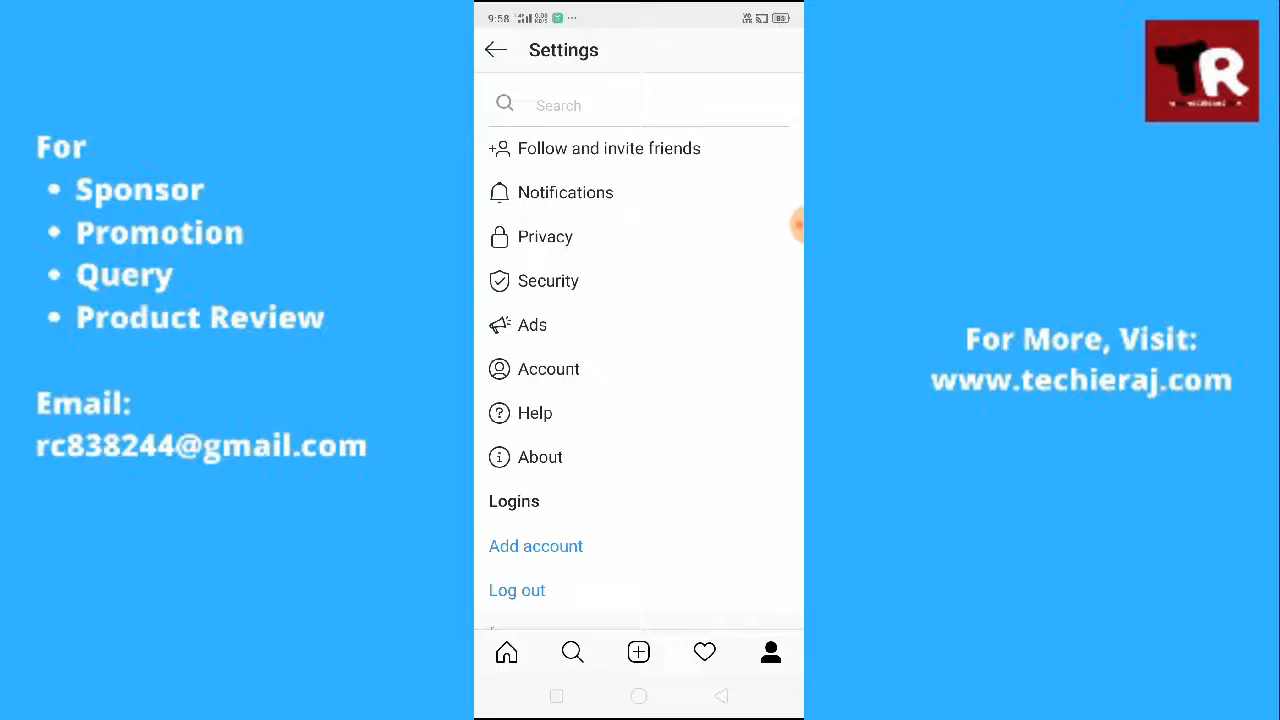 For
Sponsor
Promotion
Query
Product Review
Email:
rc838244@gmail.com
9:58
85
Settings
Search
Follow and invite friends
Notifications
Privacy
Security
Ads
Account
Help
About
Logins
Add account
Log out
TR
For More, Visit:
www.techieraj.com